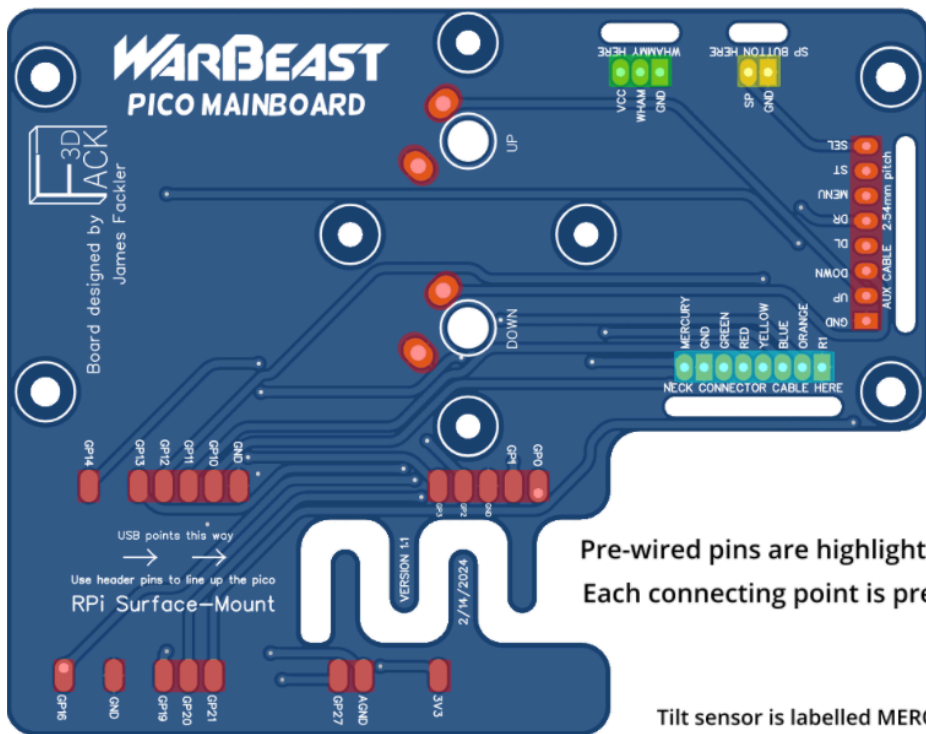 WARBEAST
PICO MAINBOARD
F3D
FACK
Board designed by
James Fackler
WHAMMY HERE
VCC
WHAM
GND
SP BUTTON HERE
SP
GND
UP
DOWN
SEL
ST
MENU
DR
DL
DOWN
UP
GND
AUX CABLE 2-54mm pitch
MERCURY
GND
GREEN
RED
YELLOW
BLUE
ORANGE
R1
NECK CONNECTOR CABLE HERE
GP14
GP13
GP12
GP11
GP10
GND
GP3
GP2
GND
GP1
GP0
USB points this way
Use header pins to line up the pico
RPi Surface-Mount
VERSION 1.1
2/14/2024
GP16
GND
GP19
GP20
GP21
GP27
AGND
3V3
Pre-wired pins are highlight
Each connecting point is pre
Tilt sensor is labelled MERC